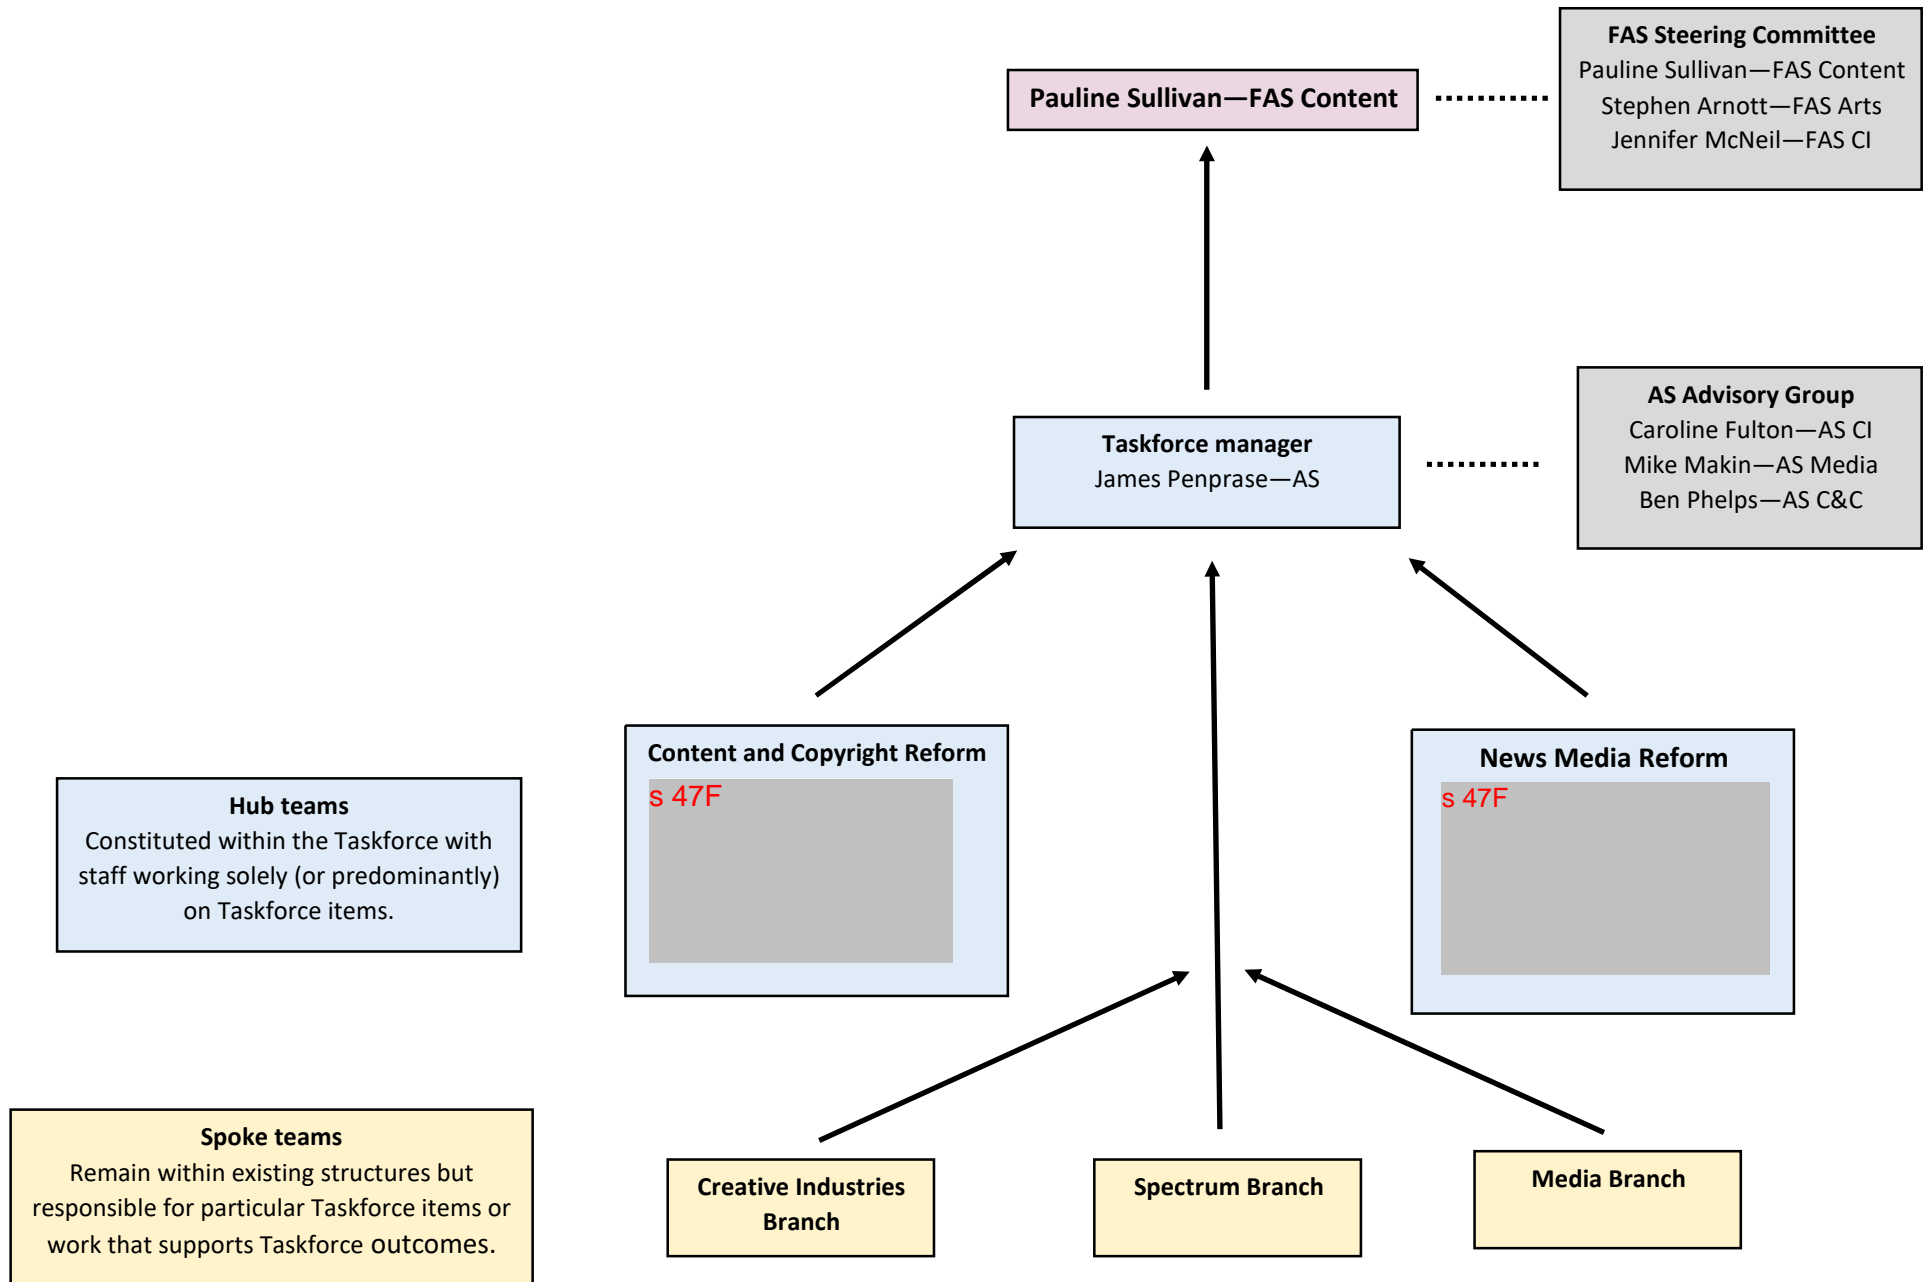 FAS Steering Committee
Pauline Sullivan—FAS Content
Stephen Arnott—FAS Arts
Jennifer McNeil—FAS CI
Pauline Sullivan—FAS Content
AS Advisory Group
Caroline Fulton—AS CI
Mike Makin—AS Media
Ben Phelps—AS C&C
Taskforce manager
James Penprase—AS
Content and Copyright Reform
s 47F
News Media Reform
s 47F
Hub teams
Constituted within the Taskforce with
staff working solely (or predominantly)
on Taskforce items.
Spoke teams
Remain within existing structures but
responsible for particular Taskforce items or
work that supports Taskforce outcomes.
Creative Industries
Branch
Spectrum Branch
Media Branch